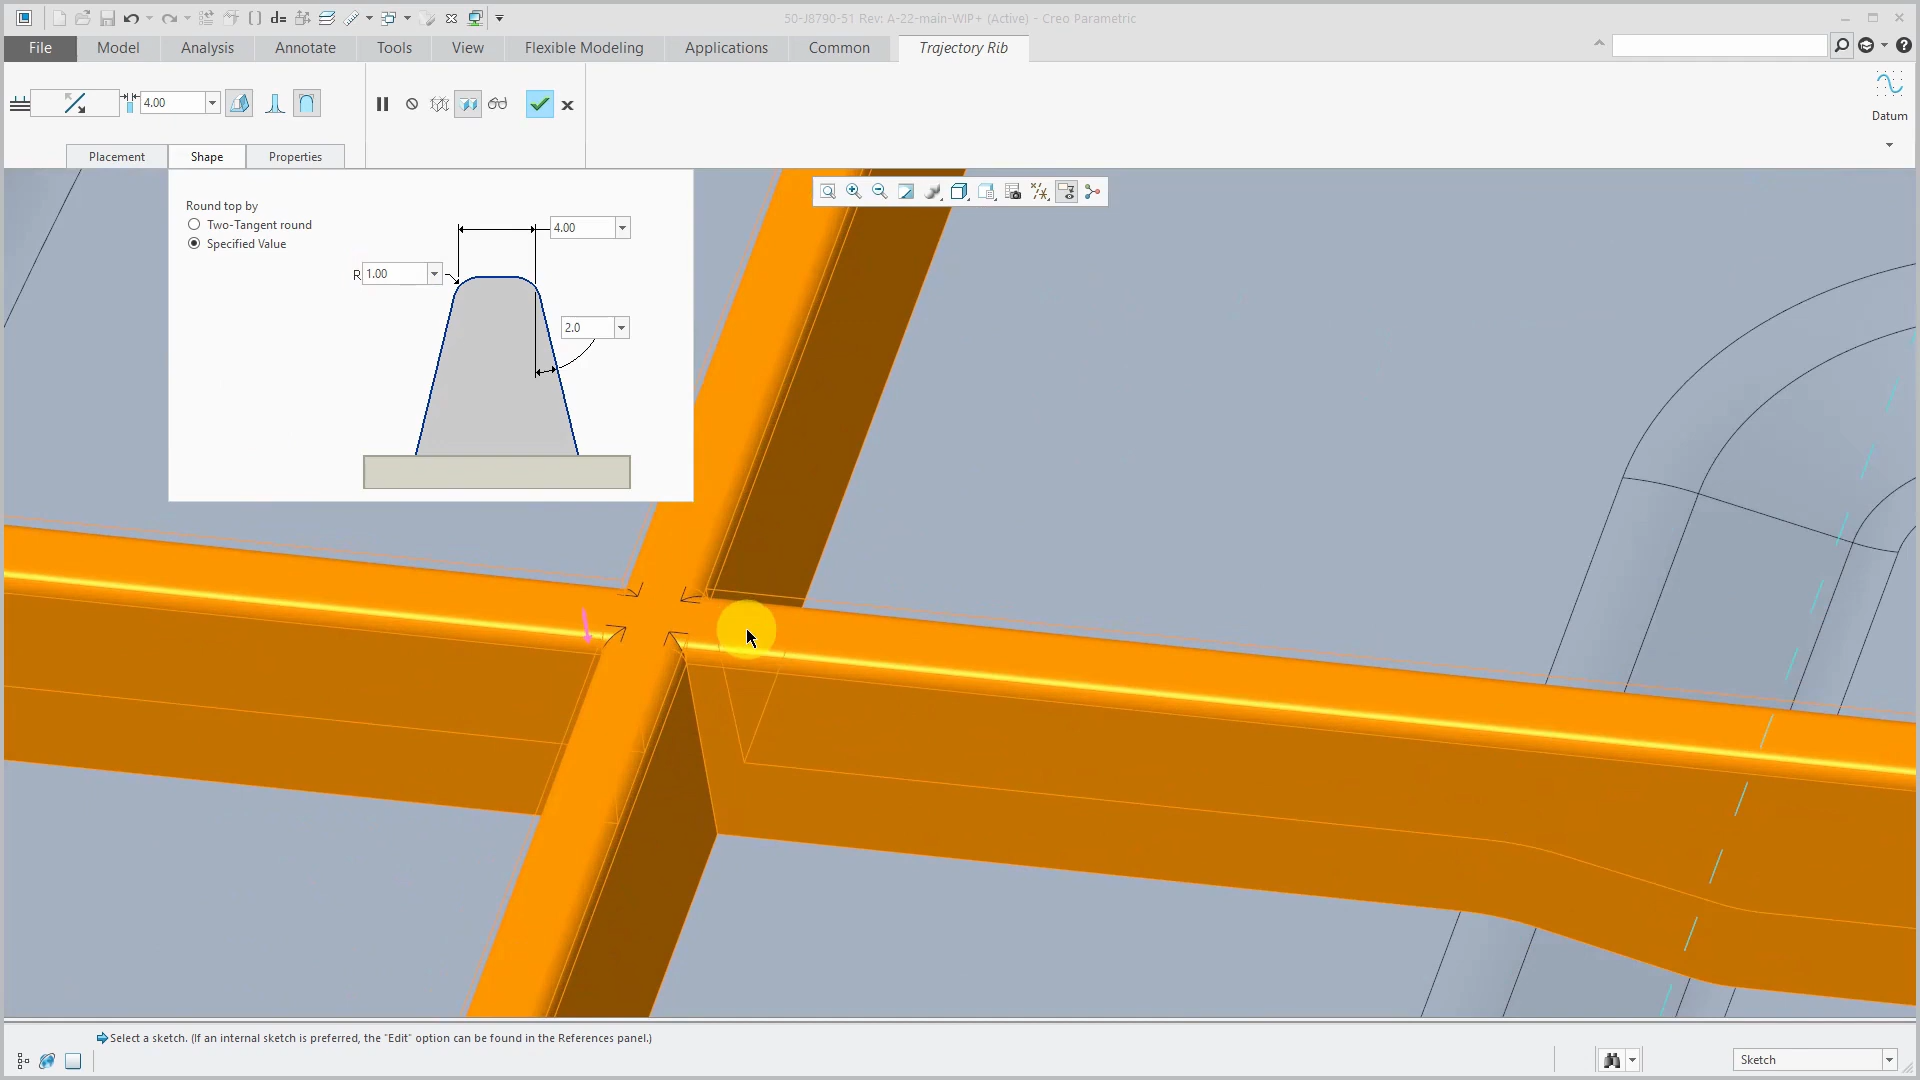 50-J8790-51 Rev: A-22-main-WIP+ (Active) - Creo Parametric
File Model Analysis Annotate Tools View Flexible Modeling Applications Common Trajectory Rib
4.00
Datum
Placement Shape Properties
Round top by
Two-Tangent round
Specified Value
4.00
R 1.00
2.0
Select a sketch. (If an internal sketch is preferred, the "Edit" option can be found in the References panel.)
Sketch